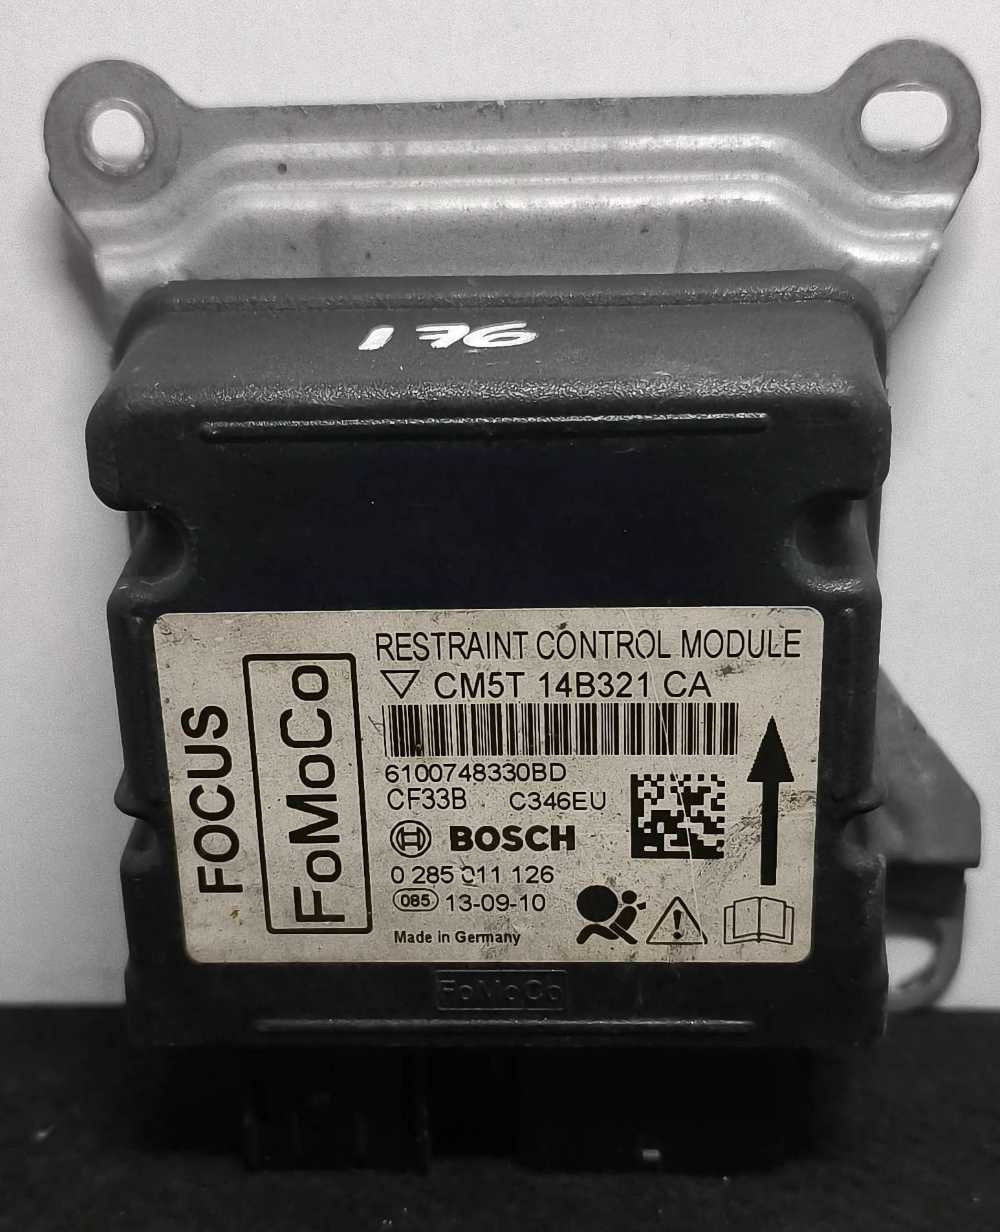 176
FOCUS
FoMoCo
RESTRAINT CONTROL MODULE
CM5T 14B321 CA
6100748330BD
CF33B C346EU
BOSCH
0 285 011 126
085 13-09-10
Made in Germany
FoMoCo